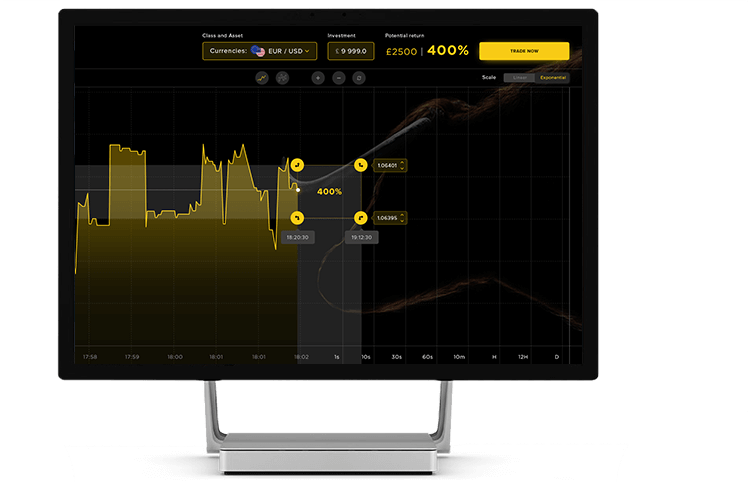 Class and Asset
Investment
Potential return
Currencies: EUR / USD
£ 9 999.0
£2500 | 400%
TRADE NOW
Scale
Linear
Exponential
1.06401
400%
1.06395
18:20:30
19:12:30
17:58
17:59
18:00
18:01
18:01
18:02
1s
10s
30s
60s
10m
H
12H
D